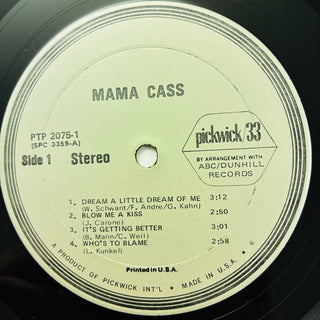 MAMA CASS
PTP 2075-1
(SPC 3359-A)
Side 1 Stereo
pickwick/33
BY ARRANGEMENT WITH
ABC/DUNHILL
RECORDS
1. DREAM A LITTLE DREAM OF ME 3:12
(W. Schwant/F. Andre/G. Kahn)
2. BLOW ME A KISS 2:50
(J. Carone)
3. IT'S GETTING BETTER 3:01
(B. Mann/C. Weil)
4. WHO'S TO BLAME 2:58
(L. Kunkel)
Printed in U.S.A.
A PRODUCT OF PICKWICK INT'L • MADE IN U.S.A.